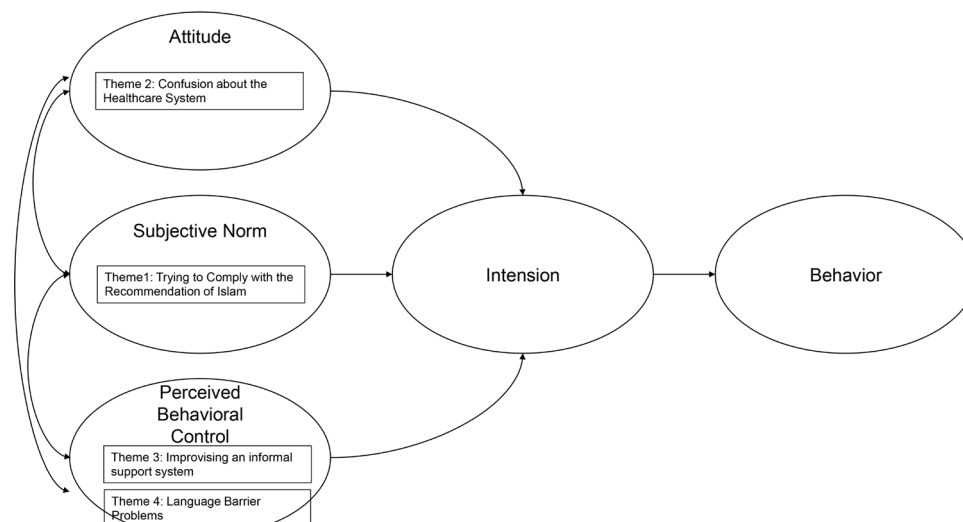 Attitude
Theme 2: Confusion about the
Healthcare System
Subjective Norm
Theme1: Trying to Comply with the
Recommendation of Islam
Intension
Behavior
Perceived
Behavioral
Control
Theme 3: Improvising an informal
support system
Theme 4: Language Barrier
Problems